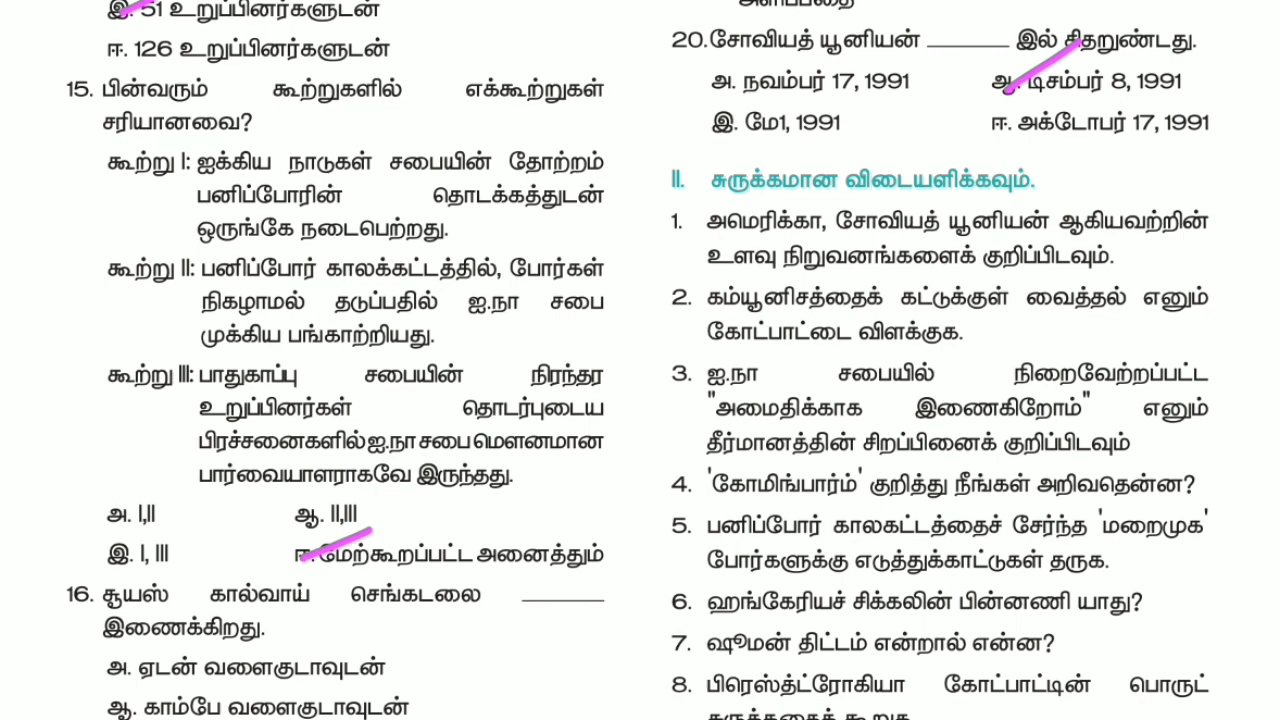 இ. 51 உறுப்பினர்களுடன்
ஈ. 126 உறுப்பினர்களுடன்
15. பின்வரும் கூற்றுகளில் எக்கூற்றுகள்
சரியானவை?
கூற்று I: ஐக்கிய நாடுகள் சபையின் தோற்றம்
பனிப்போரின் தொடக்கத்துடன்
ஒருங்கே நடைபெற்றது.
கூற்று II: பனிப்போர் காலக்கட்டத்தில், போர்கள்
நிகழாமல் தடுப்பதில் ஐ.நா சபை
முக்கிய பங்காற்றியது.
கூற்று III: பாதுகாப்பு சபையின் நிரந்தர
உறுப்பினர்கள் தொடர்புடைய
பிரச்சனைகளில் ஐ.நா சபை மௌனமான
பார்வையாளராகவே இருந்தது.
அ. I,II ஆ. II,III
இ. I, III ஈ. மேற்கூறப்பட்ட அனைத்தும்
16. சூயஸ் கால்வாய் செங்கடலை ________
இணைக்கிறது.
அ. ஏடன் வளைகுடாவுடன்
ஆ. காம்பே வளைகுடாவுடன்
20.சோவியத் யூனியன் ________ இல் சிதறுண்டது.
அ. நவம்பர் 17, 1991 ஆ. டிசம்பர் 8, 1991
இ. மே1, 1991 ஈ. அக்டோபர் 17, 1991
II. சுருக்கமான விடையளிக்கவும்.
1. அமெரிக்கா, சோவியத் யூனியன் ஆகியவற்றின்
உளவு நிறுவனங்களைக் குறிப்பிடவும்.
2. கம்யூனிசத்தைக் கட்டுக்குள் வைத்தல் எனும்
கோட்பாட்டை விளக்குக.
3. ஐ.நா சபையில் நிறைவேற்றப்பட்ட
"அமைதிக்காக இணைகிறோம்" எனும்
தீர்மானத்தின் சிறப்பினைக் குறிப்பிடவும்
4. 'கோமிங்பார்ம்' குறித்து நீங்கள் அறிவதென்ன?
5. பனிப்போர் காலகட்டத்தைச் சேர்ந்த 'மறைமுக'
போர்களுக்கு எடுத்துக்காட்டுகள் தருக.
6. ஹங்கேரியச் சிக்கலின் பின்னணி யாது?
7. ஷூமன் திட்டம் என்றால் என்ன?
8. பிரெஸ்த்ட்ரோகியா கோட்பாட்டின் பொருட்